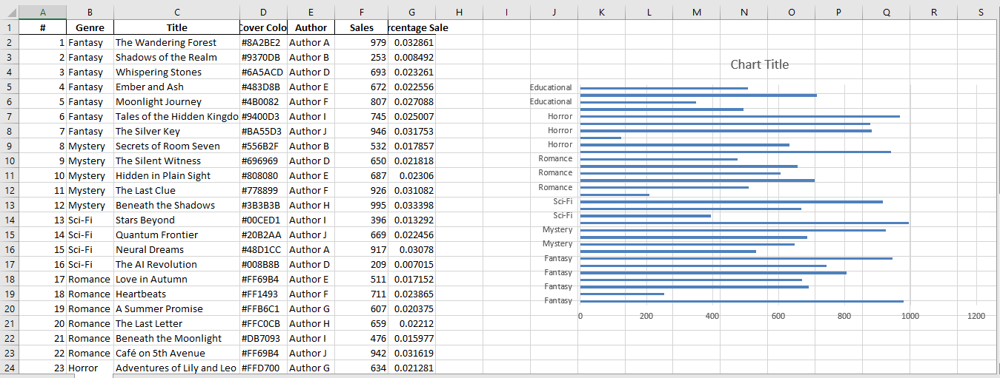 A B C D E F G H I J K L M N O P Q R S
1 # Genre Title Cover Colo Author Sales rcentage Sale
2 1 Fantasy The Wandering Forest #8A2BE2 Author A 979 0.032861
3 2 Fantasy Shadows of the Realm #9370DB Author B 253 0.008492
4 3 Fantasy Whispering Stones #6A5ACD Author D 693 0.023261
5 4 Fantasy Ember and Ash #483D8B Author E 672 0.022556
6 5 Fantasy Moonlight Journey #4B0082 Author F 807 0.027088
7 6 Fantasy Tales of the Hidden Kingdo #9400D3 Author I 745 0.025007
8 7 Fantasy The Silver Key #BA55D3 Author J 946 0.031753
9 8 Mystery Secrets of Room Seven #556B2F Author B 532 0.017857
10 9 Mystery The Silent Witness #696969 Author D 650 0.021818
11 10 Mystery Hidden in Plain Sight #808080 Author E 687 0.02306
12 11 Mystery The Last Clue #778899 Author F 926 0.031082
13 12 Mystery Beneath the Shadows #3B3B3B Author H 995 0.033398
14 13 Sci-Fi Stars Beyond #00CED1 Author I 396 0.013292
15 14 Sci-Fi Quantum Frontier #20B2AA Author J 669 0.022456
16 15 Sci-Fi Neural Dreams #48D1CC Author A 917 0.03078
17 16 Sci-Fi The AI Revolution #008B8B Author D 209 0.007015
18 17 Romance Love in Autumn #FF69B4 Author E 511 0.017152
19 18 Romance Heartbeats #FF1493 Author F 711 0.023865
20 19 Romance A Summer Promise #FFB6C1 Author G 607 0.020375
21 20 Romance The Last Letter #FFC0CB Author H 659 0.02212
22 21 Romance Beneath the Moonlight #DB7093 Author I 476 0.015977
23 22 Romance Café on 5th Avenue #FF69B4 Author J 942 0.031619
24 23 Horror Adventures of Lily and Leo #FFD700 Author G 634 0.021281
Chart Title
Educational
Educational
Horror
Horror
Horror
Romance
Romance
Romance
Sci-Fi
Sci-Fi
Mystery
Mystery
Fantasy
Fantasy
Fantasy
Fantasy
0 200 400 600 800 1000 1200